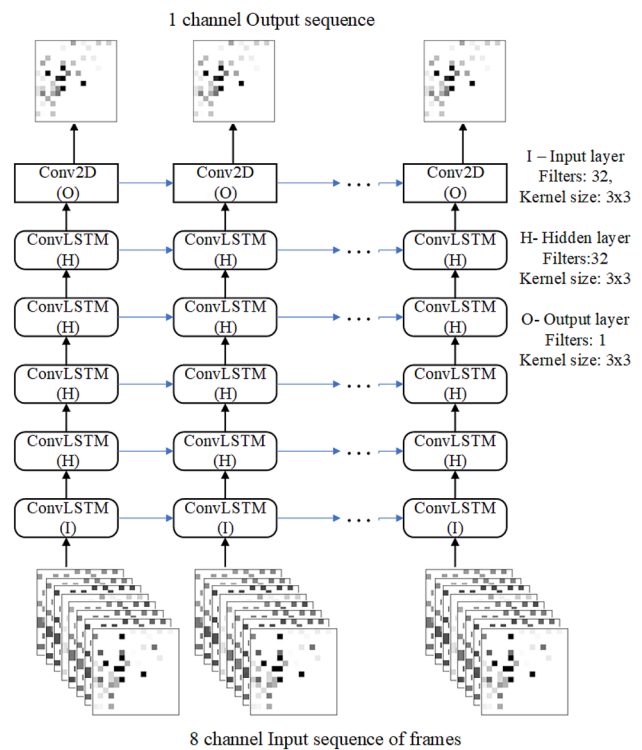 1 channel Output sequence
Conv2D
(O)
Conv2D
(O)
...
Conv2D
(O)
ConvLSTM
(H)
ConvLSTM
(H)
...
ConvLSTM
(H)
ConvLSTM
(H)
ConvLSTM
(H)
...
ConvLSTM
(H)
ConvLSTM
(H)
ConvLSTM
(H)
...
ConvLSTM
(H)
ConvLSTM
(H)
ConvLSTM
(H)
...
ConvLSTM
(H)
ConvLSTM
(I)
ConvLSTM
(I)
...
ConvLSTM
(I)
I – Input layer
Filters: 32,
Kernel size: 3x3
H- Hidden layer
Filters:32
Kernel size: 3x3
O- Output layer
Filters: 1
Kernel size: 3x3
8 channel Input sequence of frames